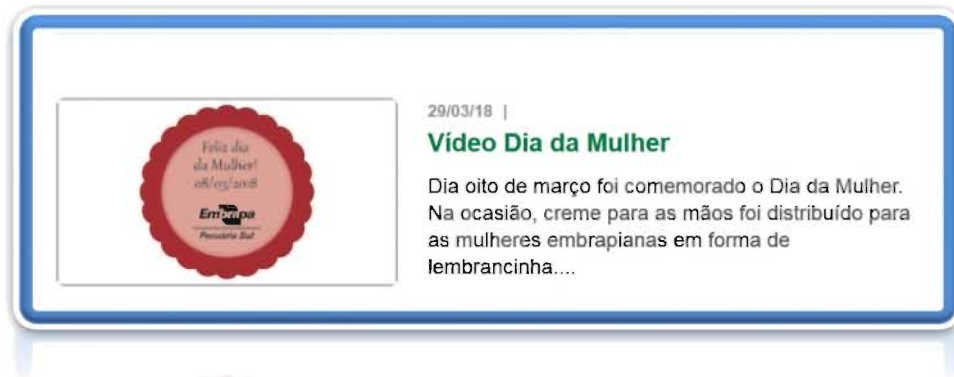 Feliz dia
da Mulher!
08/03/2018
Embrapa
Pecuária Sul
29/03/18 |
Vídeo Dia da Mulher
Dia oito de março foi comemorado o Dia da Mulher.
Na ocasião, creme para as mãos foi distribuído para
as mulheres embrapianas em forma de
lembrancinha....